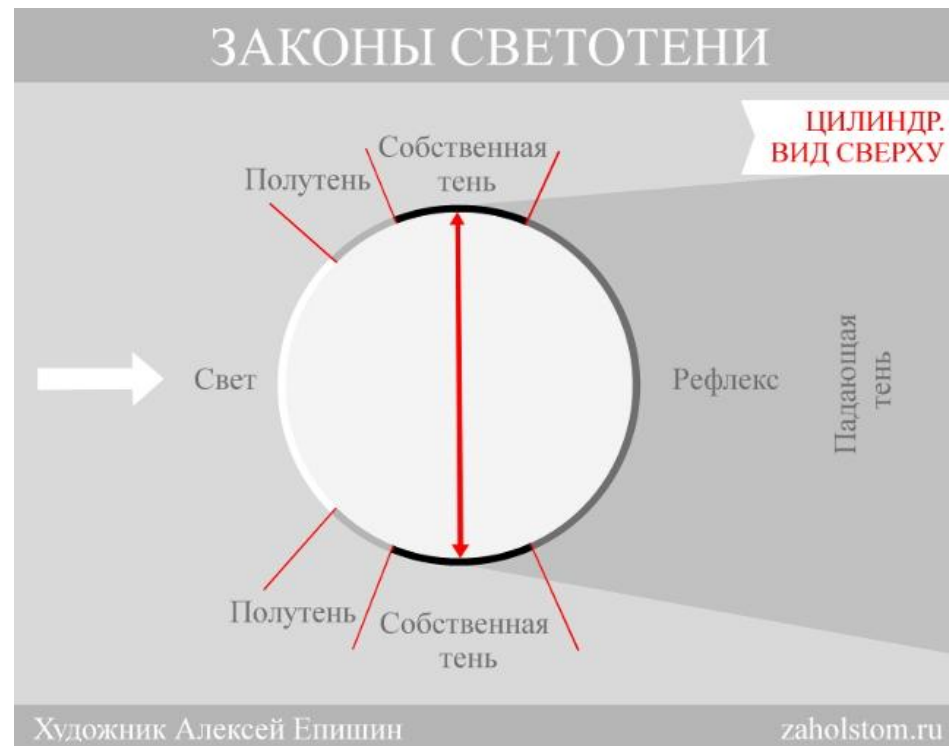 ЗАКОНЫ СВЕТОТЕНИ
ЦИЛИНДР.
ВИД СВЕРХУ
Собственная
тень
Полутень
Свет
Рефлекс
Падающая
тень
Полутень
Собственная
тень
Художник Алексей Епишин
zaholstom.ru